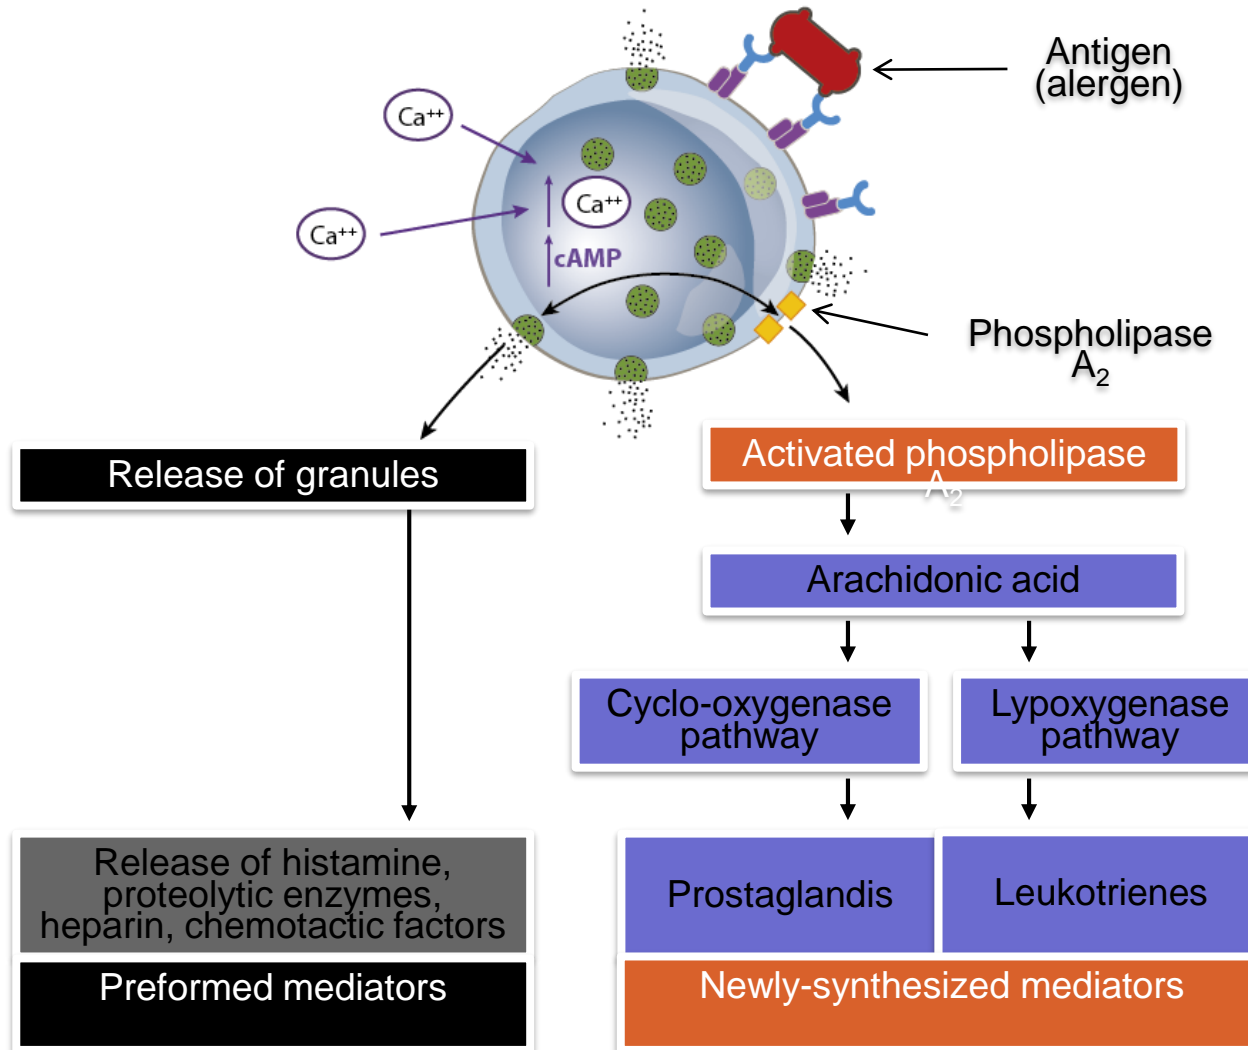 Antigen
(alergen)
Ca++
Ca++
Ca++
cAMP
Phospholipase
A2
Release of granules
Activated phospholipase
A2
Arachidonic acid
Cyclo-oxygenase
pathway
Lypoxygenase
pathway
Release of histamine,
proteolytic enzymes,
heparin, chemotactic factors
Prostaglandis
Leukotrienes
Preformed mediators
Newly-synthesized mediators